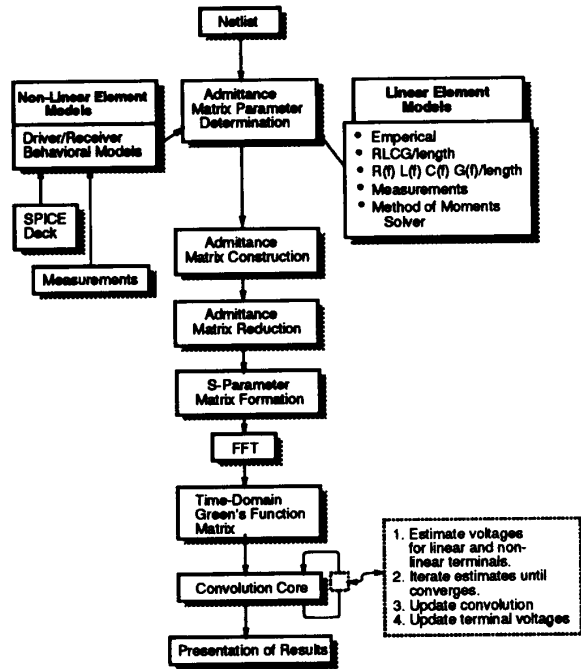 Netlist
Non-Linear Element
Models
Driver/Receiver
Behavioral Models
SPICE
Deck
Measurements
Admittance
Matrix Parameter
Determination
Linear Element
Models
• Emperical
• RLCG/length
• R(f) L(f) C(f) G(f)/length
• Measurements
• Method of Moments
Solver
Admittance
Matrix Construction
Admittance
Matrix Reduction
S-Parameter
Matrix Formation
FFT
Time-Domain
Green's Function
Matrix
Convolution Core
1. Estimate voltages
for linear and non-
linear terminals.
2. Iterate estimates until
converges.
3. Update convolution
4. Update terminal voltages
Presentation of Results